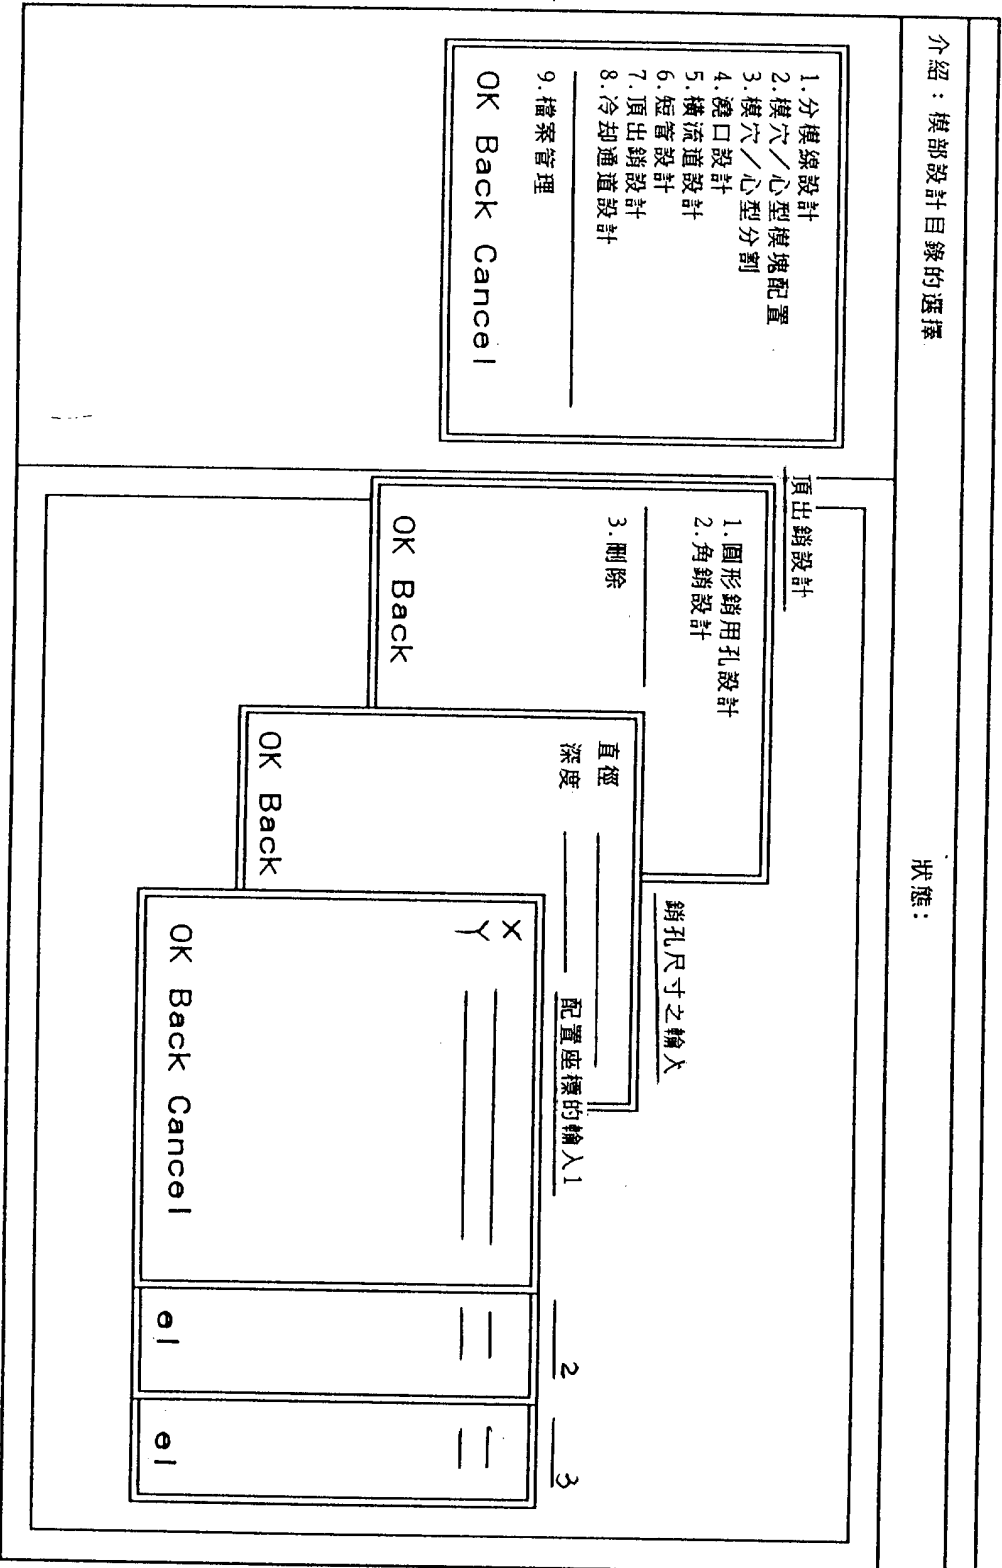 介紹：模部設計目錄的選擇
狀態：
1.分模線設計
2.模穴／心型模塊配置
3.模穴／心型分割
4.澆口設計
5.橫流道設計
6.短管設計
7.頂出銷設計
8.冷却通道設計
9.檔案管理
OK Back Cancel
頂出銷設計
1.圓形銷用孔設計
2.角銷設計
3.刪除
OK Back
銷孔尺寸之輸入
直徑
深度
OK Back
配置座標的輸入1
X
Y
OK Back Cancel
2
el
3
el